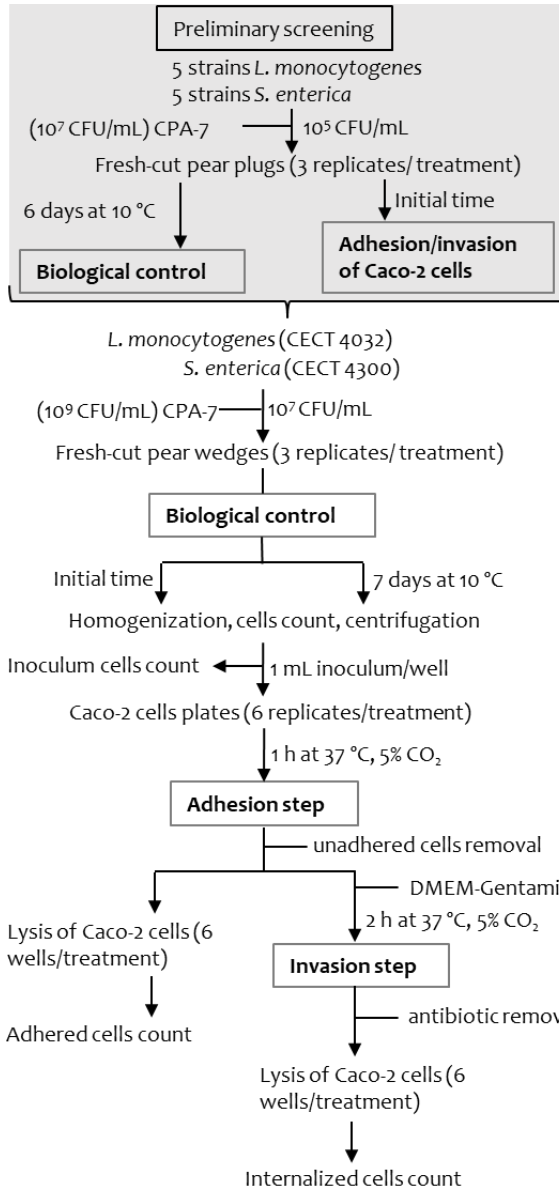 Preliminary screening
5 strains L. monocytogenes
5 strains S. enterica
(10⁷ CFU/mL) CPA-7
10⁵ CFU/mL
Fresh-cut pear plugs (3 replicates/ treatment)
6 days at 10 °C
Initial time
Biological control
Adhesion/invasion
of Caco-2 cells
L. monocytogenes (CECT 4032)
S. enterica (CECT 4300)
(10⁹ CFU/mL) CPA-7
10⁷ CFU/mL
Fresh-cut pear wedges (3 replicates/ treatment)
Biological control
Initial time
7 days at 10 °C
Homogenization, cells count, centrifugation
Inoculum cells count
1 mL inoculum/well
Caco-2 cells plates (6 replicates/treatment)
1 h at 37 °C, 5% CO₂
Adhesion step
unadhered cells removal
DMEM-Gentami
2 h at 37 °C, 5% CO₂
Lysis of Caco-2 cells (6
wells/treatment)
Invasion step
Adhered cells count
antibiotic remov
Lysis of Caco-2 cells (6
wells/treatment)
Internalized cells count